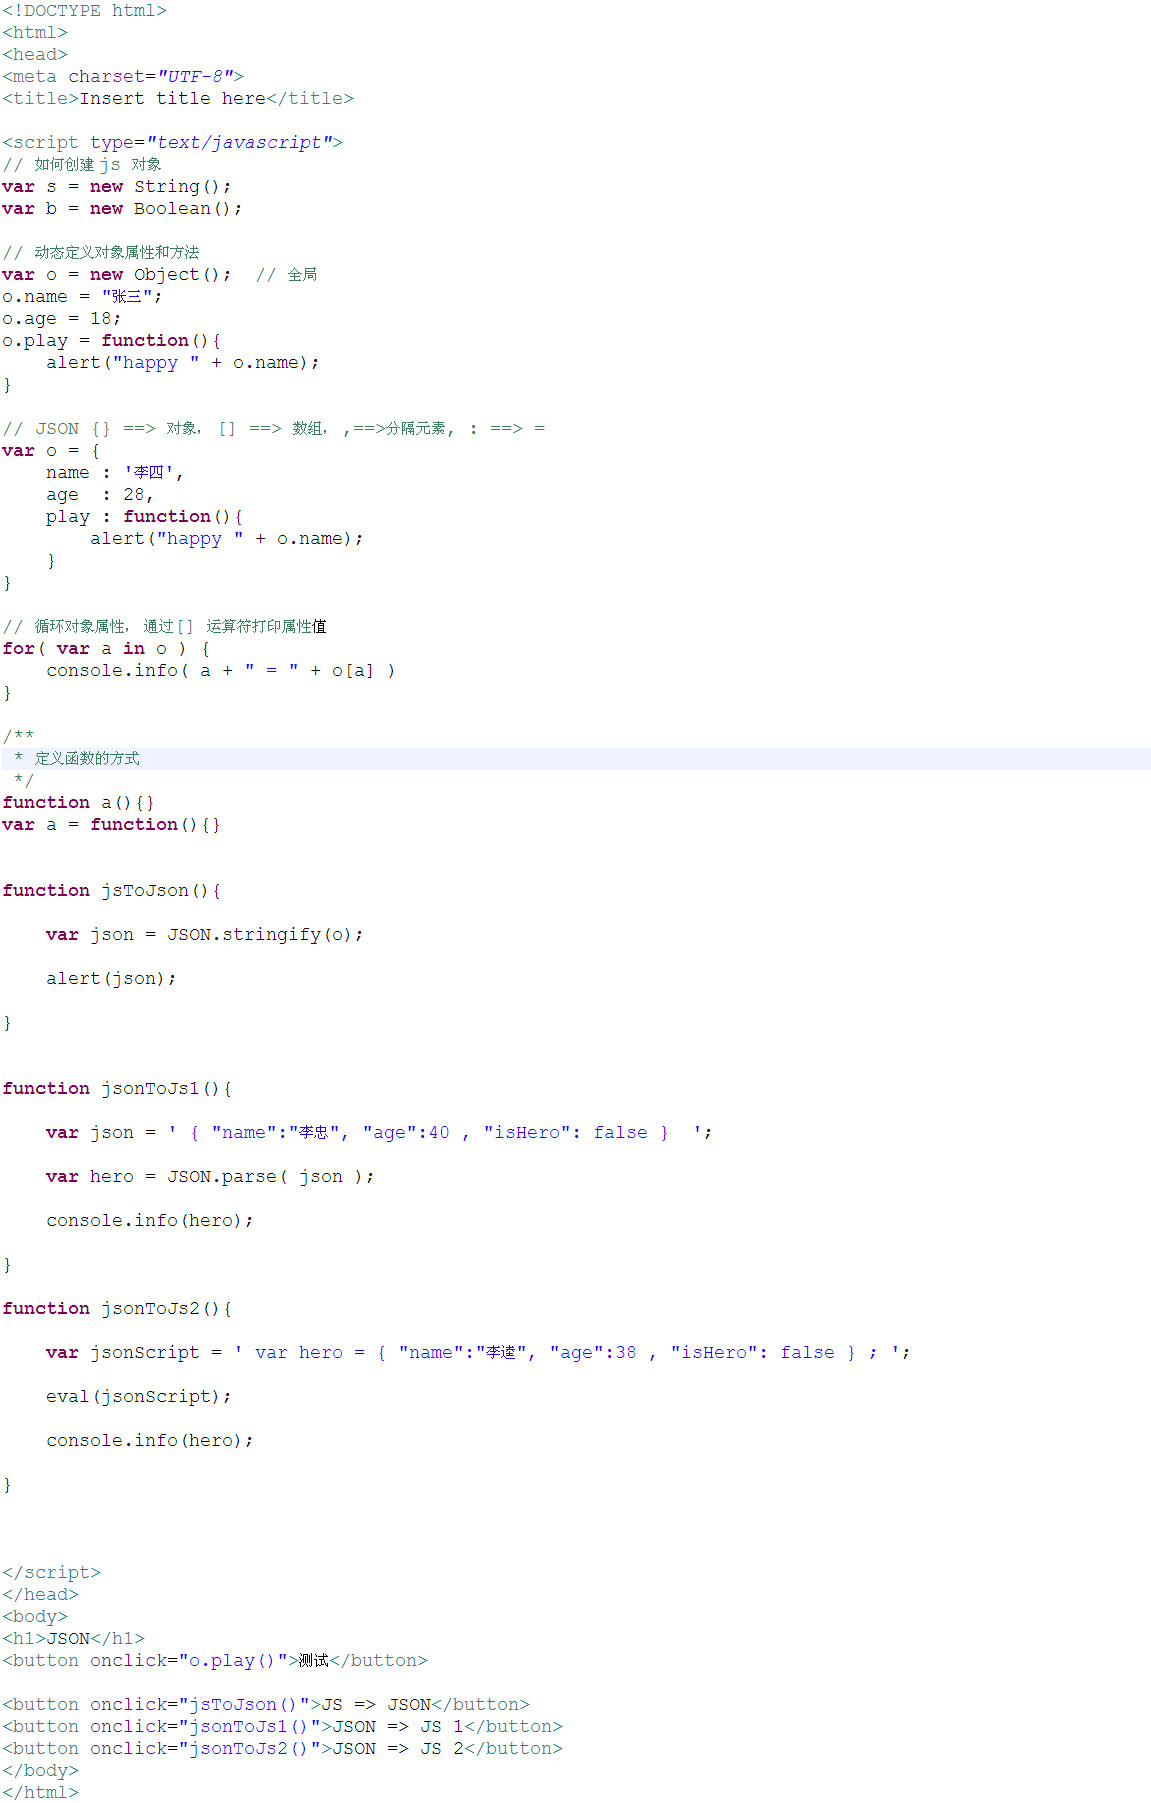 <!DOCTYPE html>
<html>
<head>
<meta charset="UTF-8">
<title>Insert title here</title>
<script type="text/javascript">
// 如何创建js 对象
var s = new String();
var b = new Boolean();
// 动态定义对象属性和方法
var o = new Object();  // 全局
o.name = "张三";
o.age = 18;
o.play = function(){
    alert("happy " + o.name);
}
// JSON {} ==> 对象， [] ==> 数组， ,==>分隔元素, : ==> =
var o = {
    name : '李四',
    age  : 28,
    play : function(){
        alert("happy " + o.name);
    }
}
// 循环对象属性， 通过[] 运算符打印属性值
for( var a in o ) {
    console.info( a + " = " + o[a] )
}
/**
 * 定义函数的方式
 */
function a(){}
var a = function(){}
function jsToJson(){
    var json = JSON.stringify(o);
    alert(json);
}
function jsonToJs1(){
    var json = ' { "name":"李忠", "age":40 , "isHero": false }  ';
    var hero = JSON.parse( json );
    console.info(hero);
}
function jsonToJs2(){
    var jsonScript = ' var hero = { "name":"李逵", "age":38 , "isHero": false } ; ';
    eval(jsonScript);
    console.info(hero);
}
</script>
</head>
<body>
<h1>JSON</h1>
<button onclick="o.play()">测试</button>
<button onclick="jsToJson()">JS => JSON</button>
<button onclick="jsonToJs1()">JSON => JS 1</button>
<button onclick="jsonToJs2()">JSON => JS 2</button>
</body>
</html>